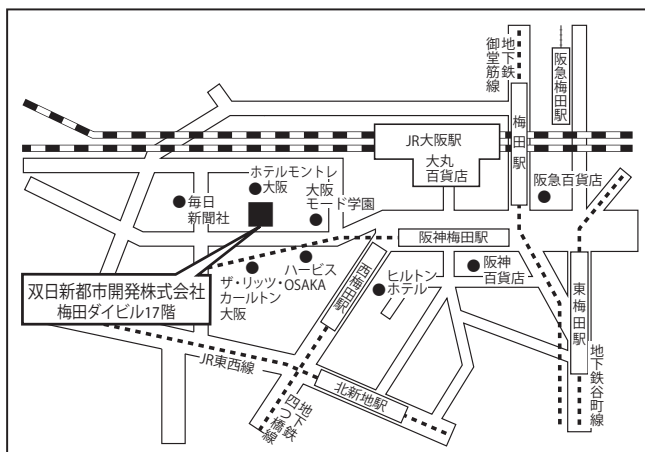 地下鉄
御堂筋線
阪急梅田駅
梅田駅
JR大阪駅
大丸
百貨店
阪急百貨店
ホテルモントレ
大阪
大阪
モード学園
毎日
新聞社
阪神梅田駅
双日新都市開発株式会社
梅田ダイビル17階
ザ・リッツ・
カールトン
大阪
ハービス
OSAKA
西梅田駅
ヒルトン
ホテル
阪神
百貨店
東梅田駅
JR東西線
北新地駅
地下鉄
四つ橋線
地下鉄谷町線